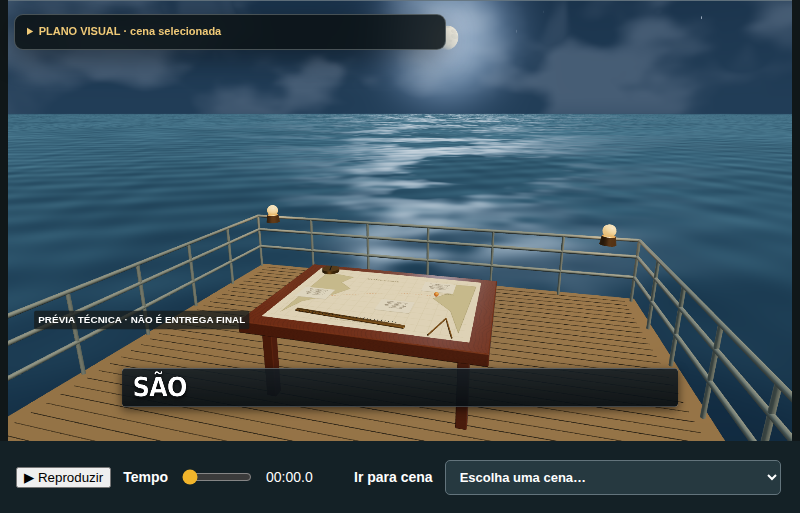 ▶ PLANO VISUAL · cena selecionada
PRÉVIA TÉCNICA · NÃO É ENTREGA FINAL
SÃO
▶ Reproduzir
Tempo
00:00.0
Ir para cena
Escolha uma cena…